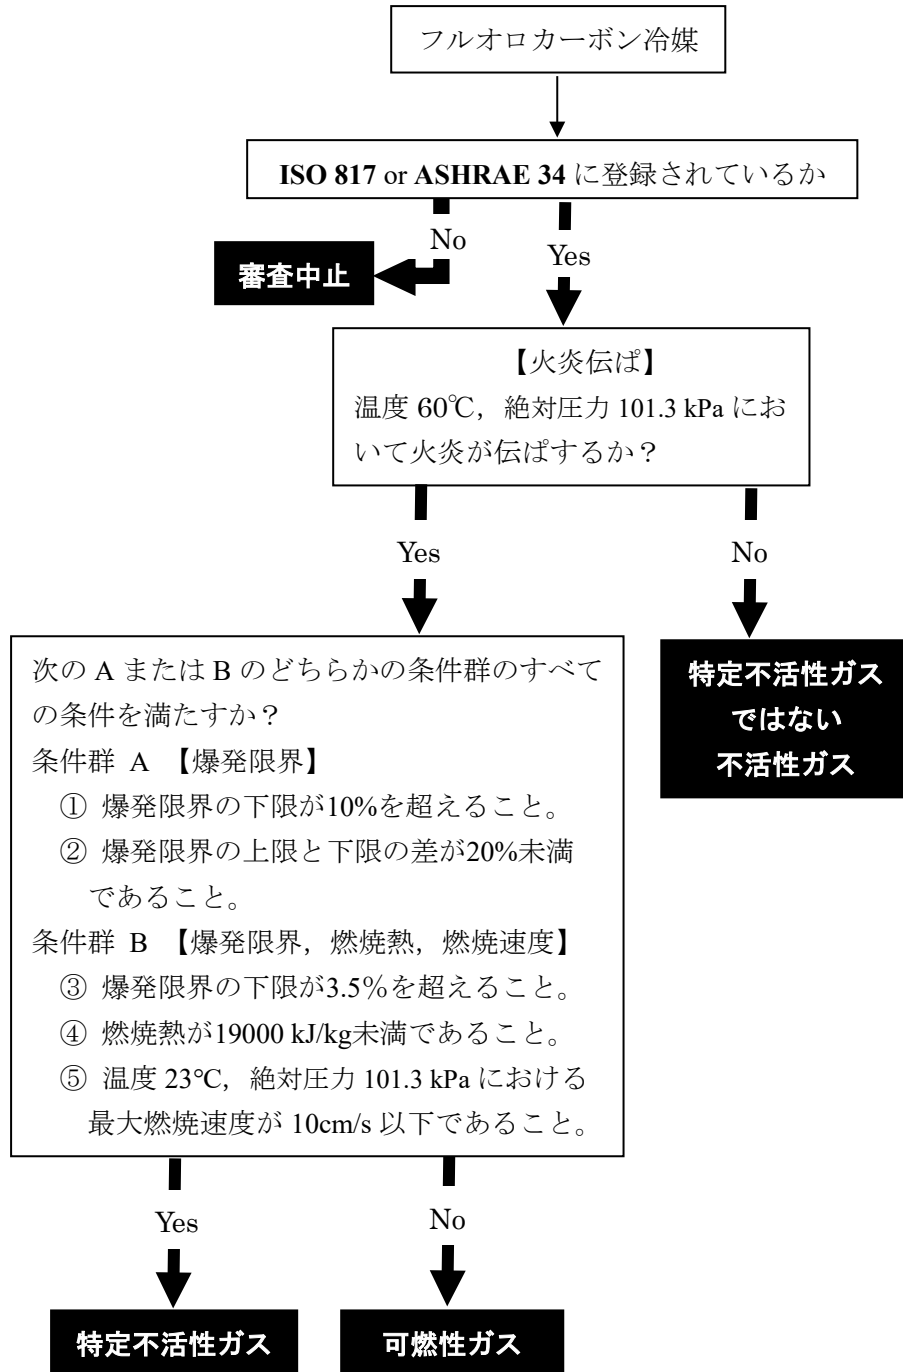 フルオロカーボン冷媒
ISO 817 or ASHRAE 34 に登録されているか
No
Yes
審査中止
【火炎伝ぱ】
温度 60℃，絶対圧力 101.3 kPa にお
いて火炎が伝ぱするか？
Yes
No
次の A または B のどちらかの条件群のすべて
の条件を満たすか？
条件群 A 【爆発限界】
① 爆発限界の下限が10%を超えること。
② 爆発限界の上限と下限の差が20%未満
であること。
条件群 B 【爆発限界，燃焼熱，燃焼速度】
③ 爆発限界の下限が3.5％を超えること。
④ 燃焼熱が19000 kJ/kg未満であること。
⑤ 温度 23℃，絶対圧力 101.3 kPa における
最大燃焼速度が 10cm/s 以下であること。
特定不活性ガス
ではない
不活性ガス
Yes
No
特定不活性ガス
可燃性ガス